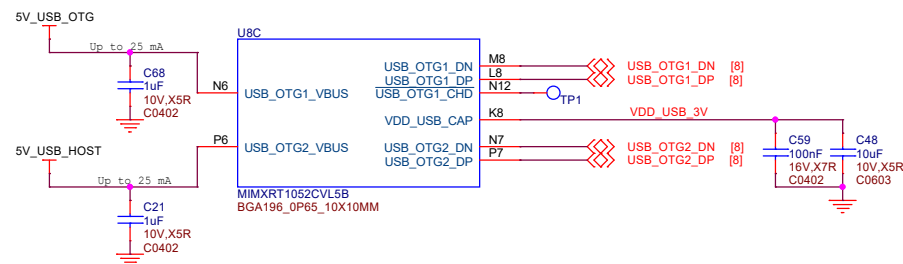 5V_USB_OTG
Up to 25 mA
C68
1uF
10V,X5R
C0402
5V_USB_HOST
Up to 25 mA
C21
1uF
10V,X5R
C0402
U8C
N6 USB_OTG1_VBUS
P6 USB_OTG2_VBUS
USB_OTG1_DN M8 USB_OTG1_DN [8]
USB_OTG1_DP L8 USB_OTG1_DP [8]
USB_OTG1_CHD N12 TP1
VDD_USB_CAP K8 VDD_USB_3V
USB_OTG2_DN N7 USB_OTG2_DN [8]
USB_OTG2_DP P7 USB_OTG2_DP [8]
MIMXRT1052CVL5B
BGA196_0P65_10X10MM
C59
100nF
16V,X7R
C0402
C48
10uF
10V,X5R
C0603